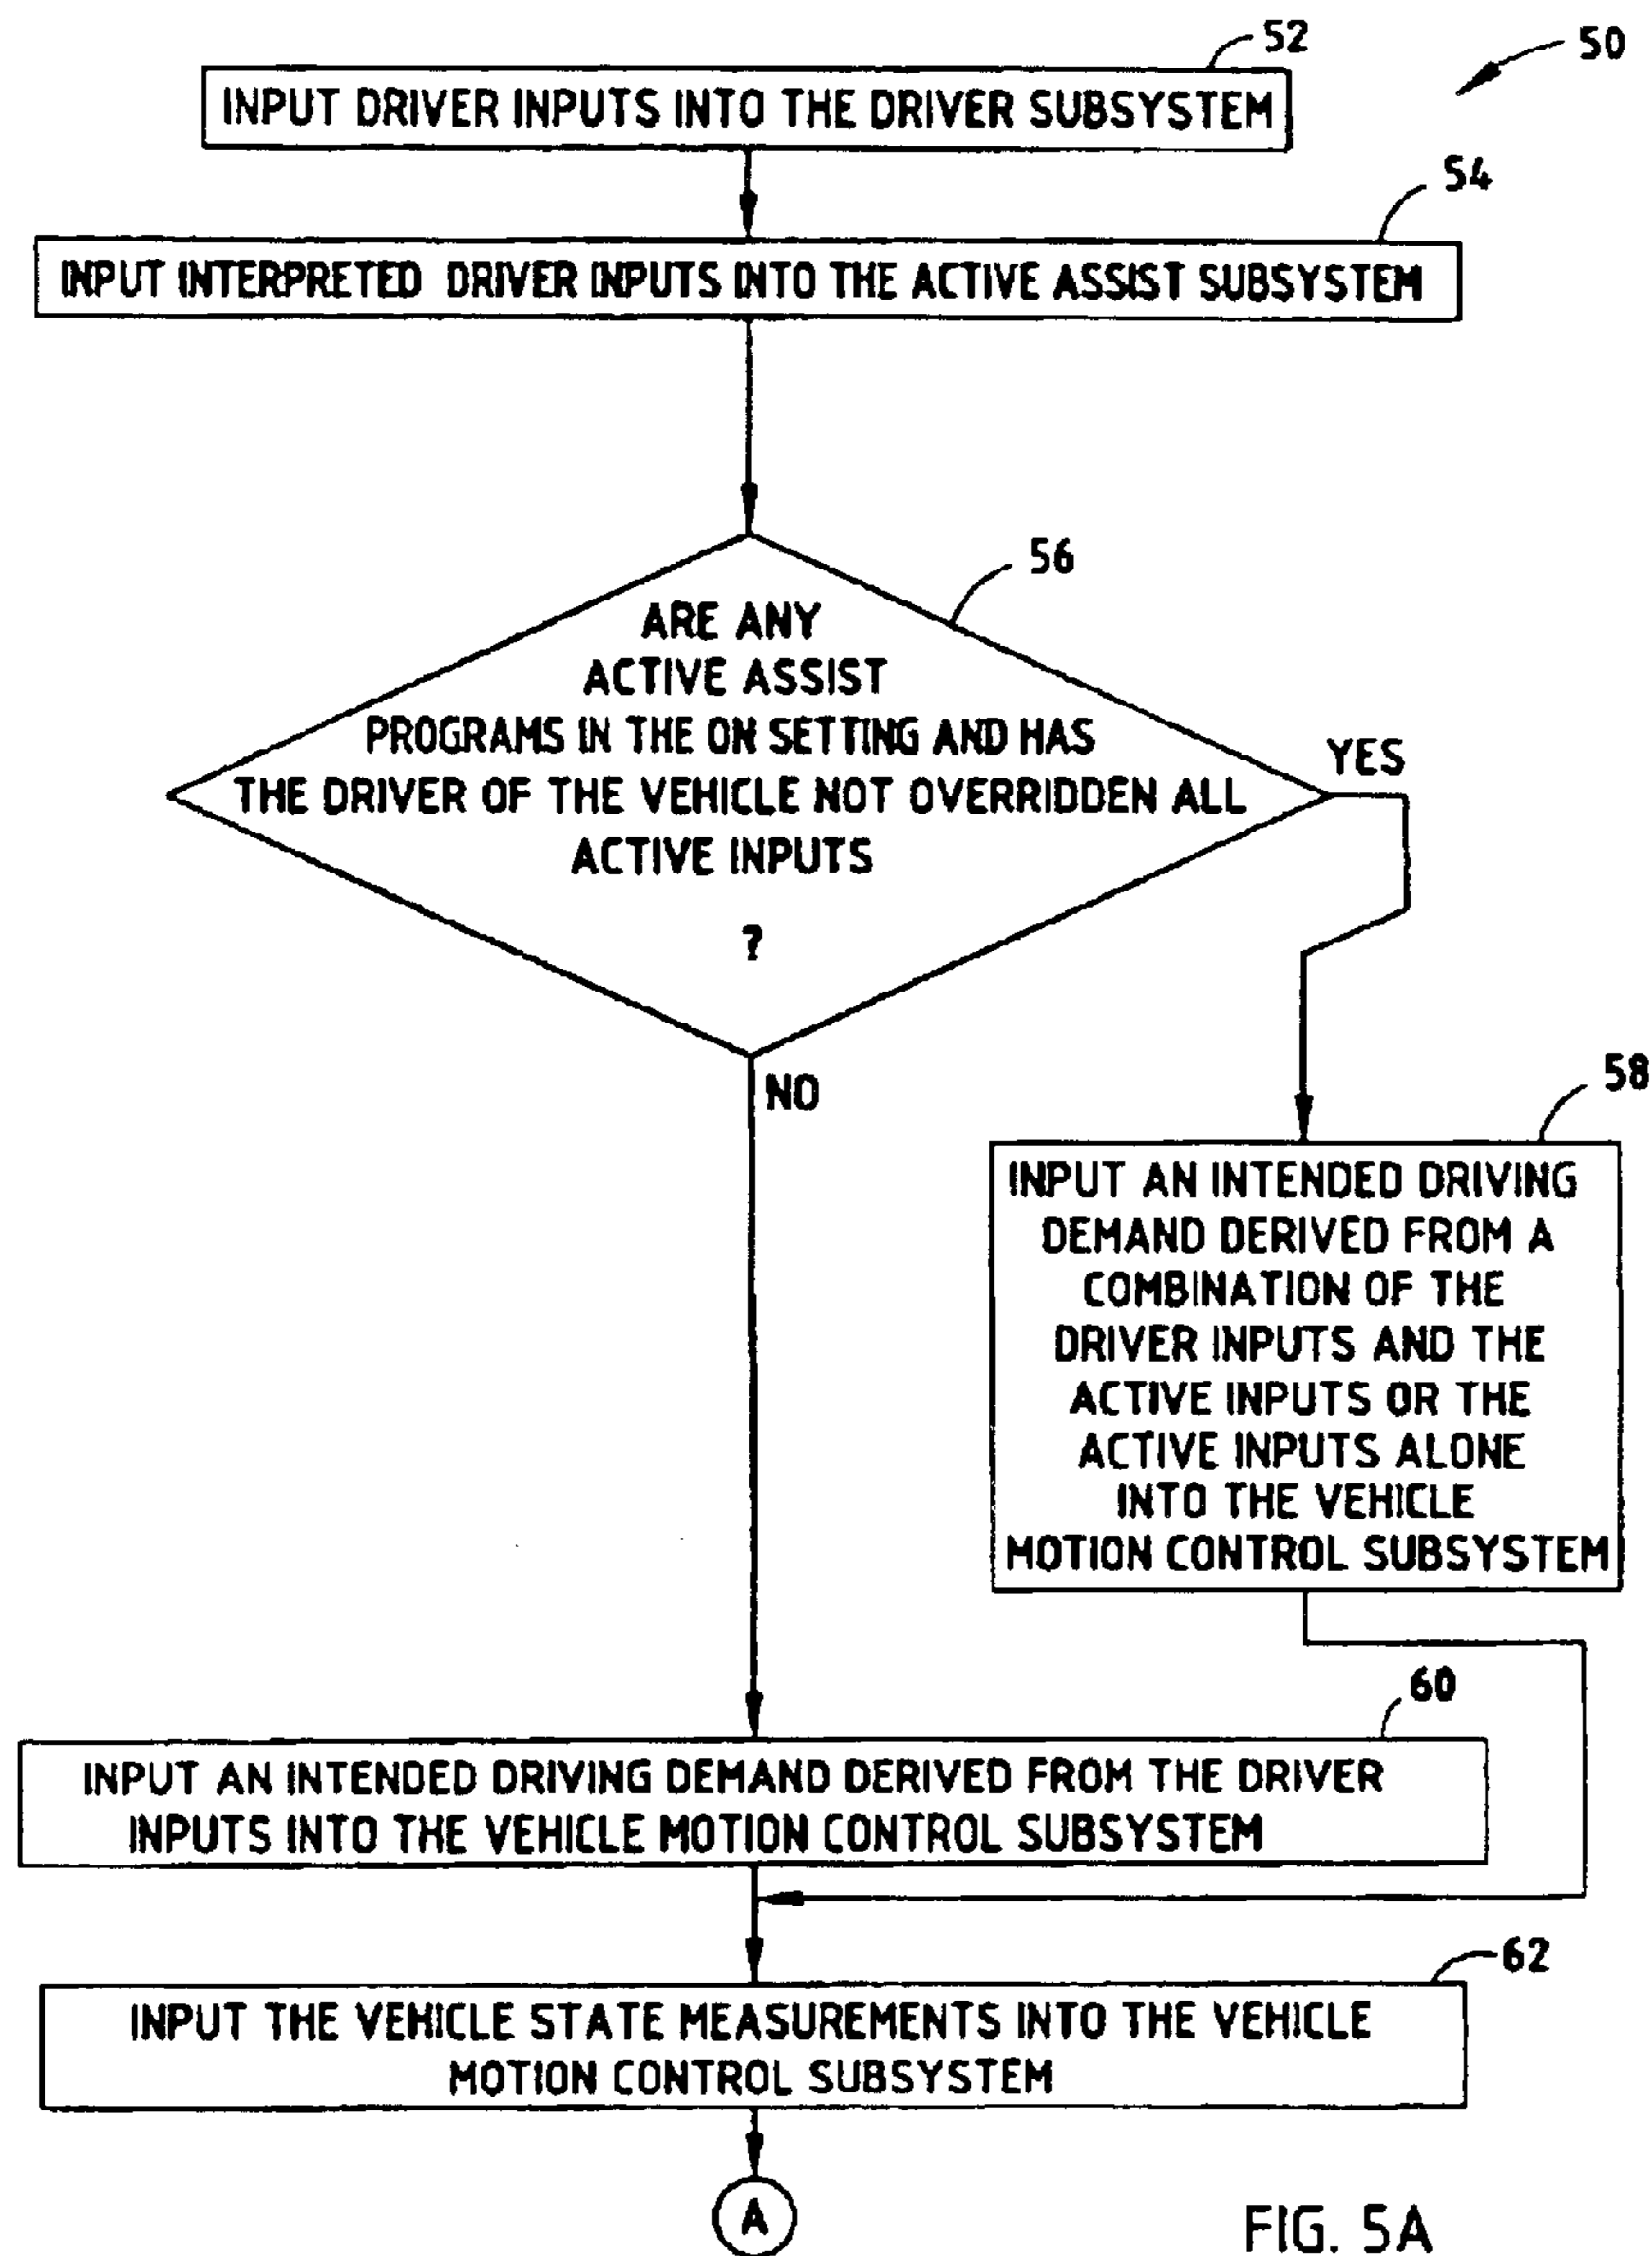 52
50
INPUT DRIVER INPUTS INTO THE DRIVER SUBSYSTEM
54
INPUT INTERPRETED DRIVER INPUTS INTO THE ACTIVE ASSIST SUBSYSTEM
56
ARE ANY
ACTIVE ASSIST
PROGRAMS IN THE ON SETTING AND HAS
THE DRIVER OF THE VEHICLE NOT OVERRIDDEN ALL
ACTIVE INPUTS
?
YES
NO
58
INPUT AN INTENDED DRIVING
DEMAND DERIVED FROM A
COMBINATION OF THE
DRIVER INPUTS AND THE
ACTIVE INPUTS OR THE
ACTIVE INPUTS ALONE
INTO THE VEHICLE
MOTION CONTROL SUBSYSTEM
60
INPUT AN INTENDED DRIVING DEMAND DERIVED FROM THE DRIVER
INPUTS INTO THE VEHICLE MOTION CONTROL SUBSYSTEM
62
INPUT THE VEHICLE STATE MEASUREMENTS INTO THE VEHICLE
MOTION CONTROL SUBSYSTEM
A
FIG. 5A